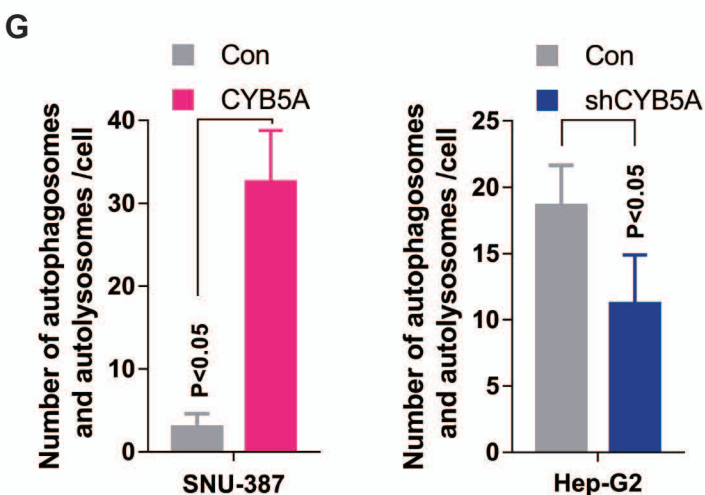 G
Con
CYB5A
Number of autophagosomes
and autolysosomes /cell
40
30
20
10
0
P<0.05
SNU-387
Con
shCYB5A
Number of autophagosomes
and autolysosomes /cell
25
20
15
10
5
0
P<0.05
Hep-G2